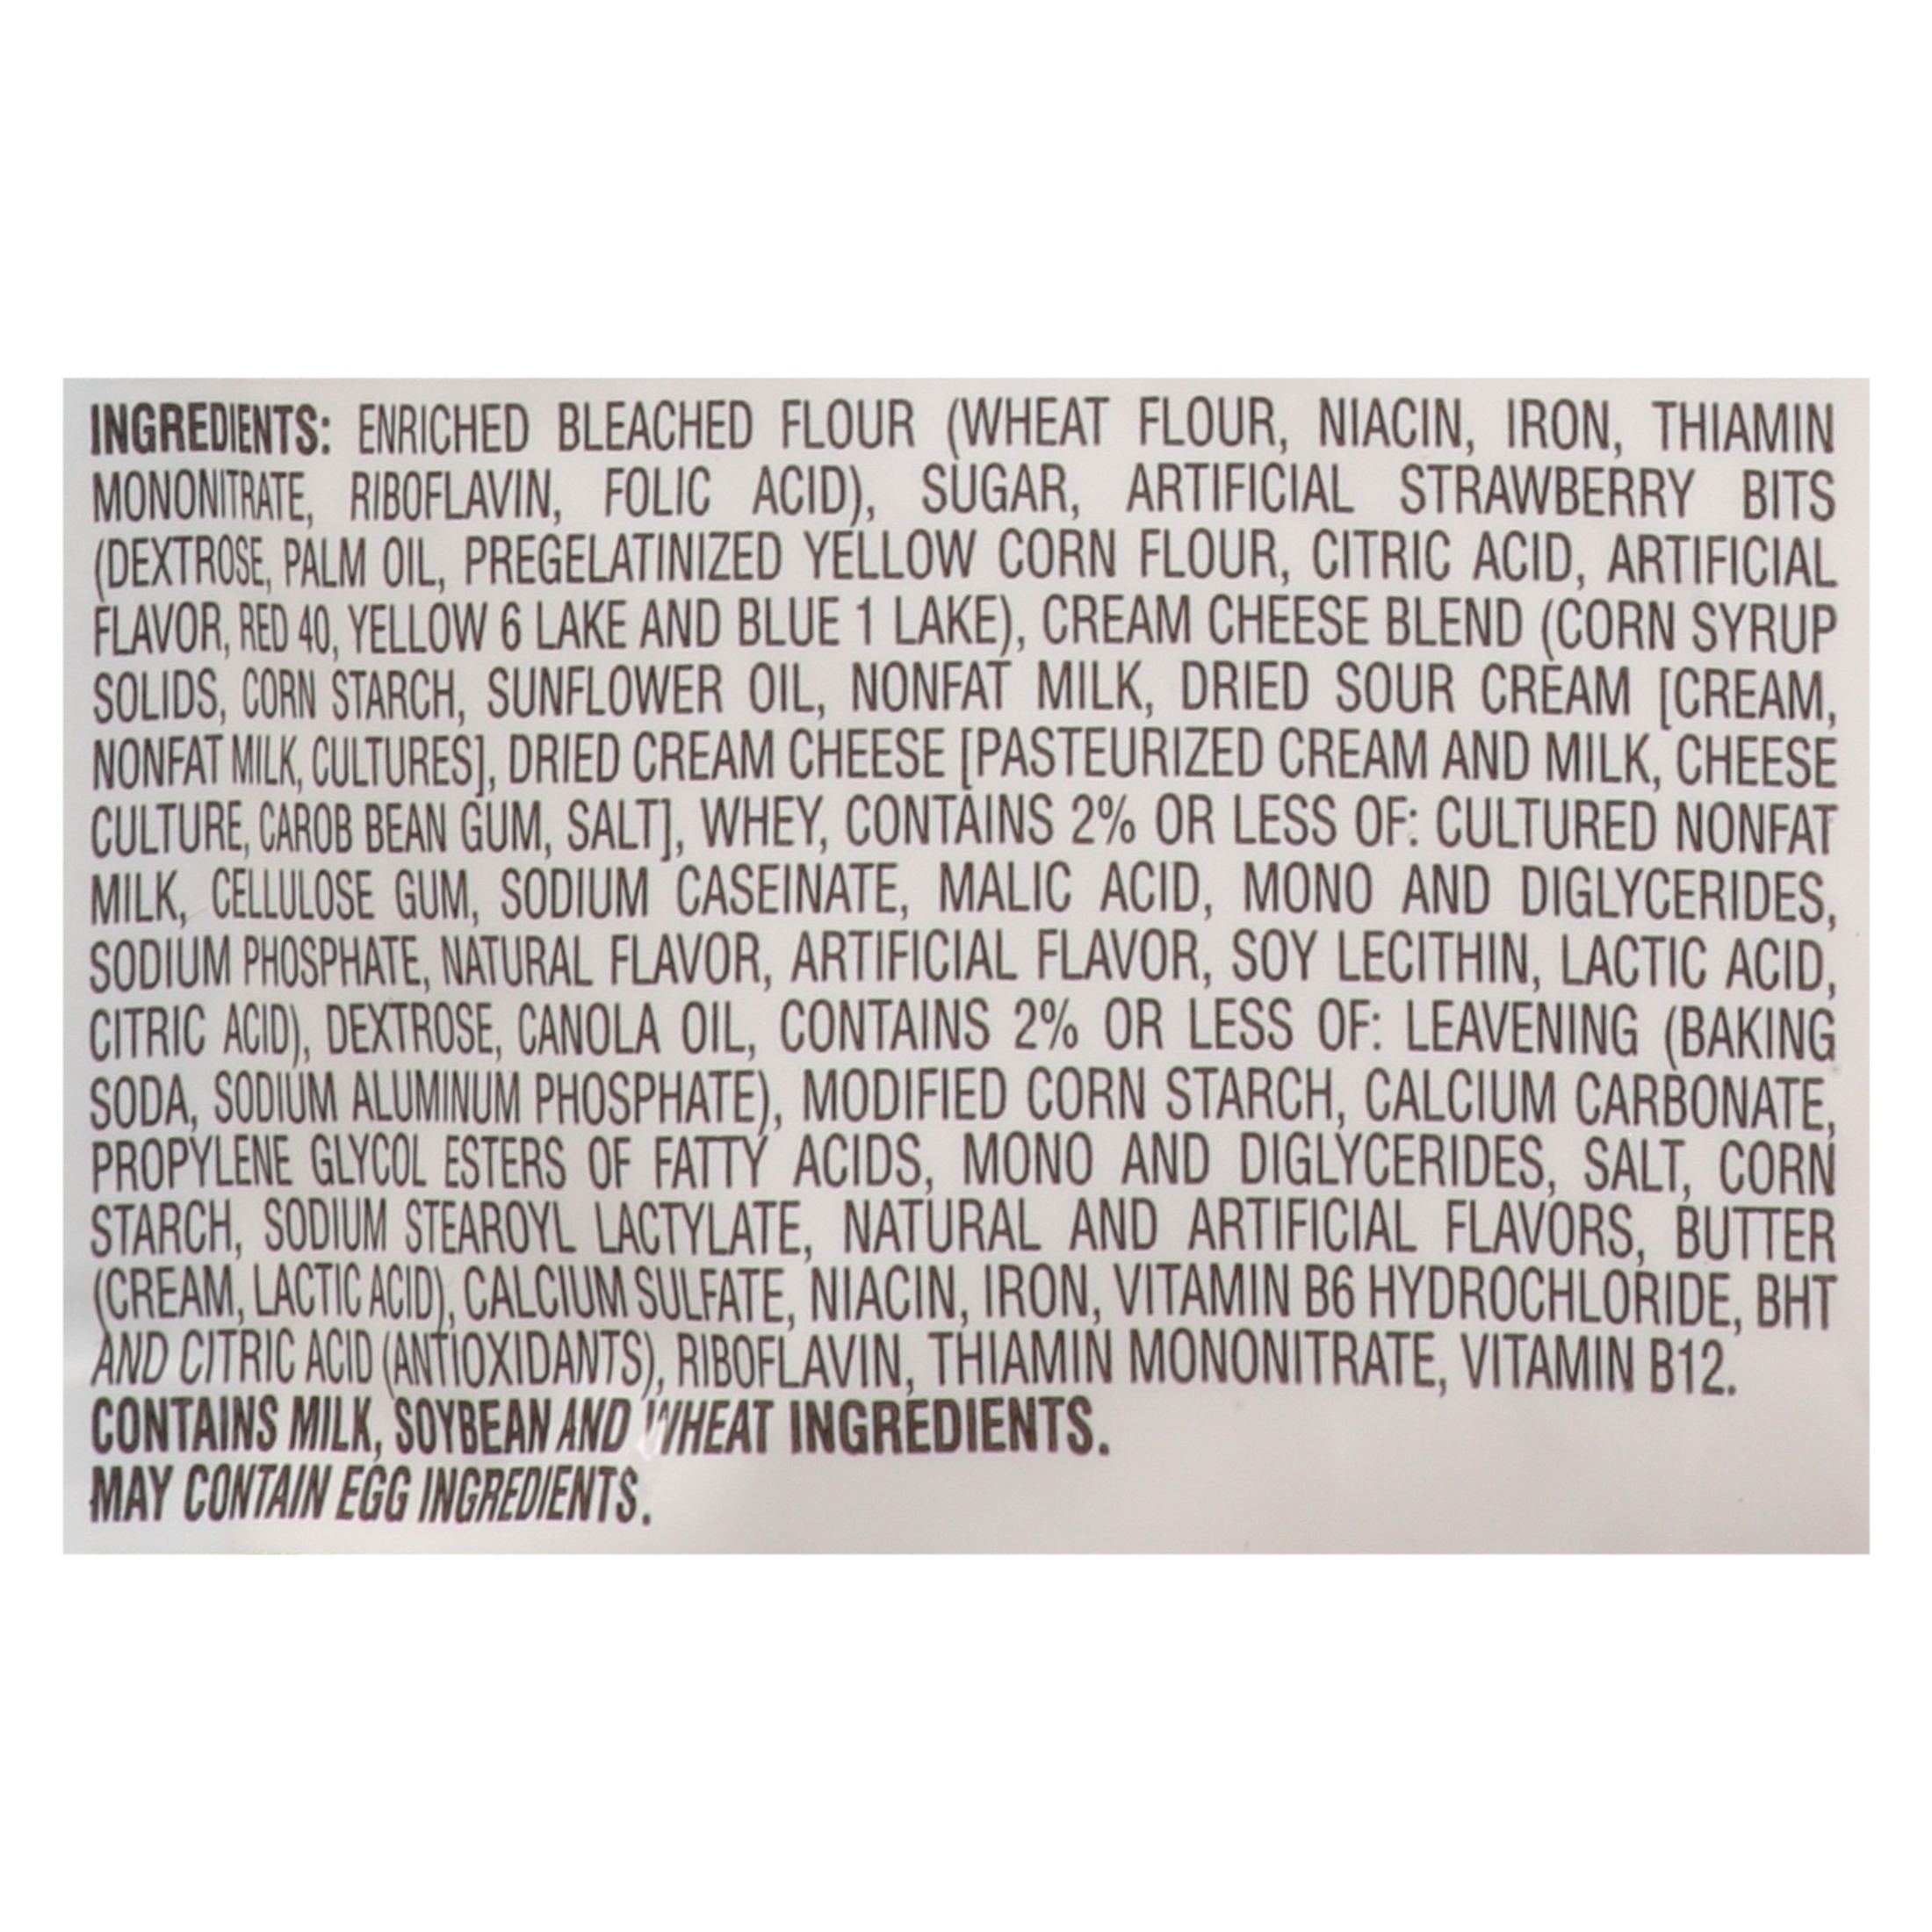 INGREDIENTS: ENRICHED BLEACHED FLOUR (WHEAT FLOUR, NIACIN, IRON, THIAMIN
MONONITRATE, RIBOFLAVIN, FOLIC ACID), SUGAR, ARTIFICIAL STRAWBERRY BITS
(DEXTROSE, PALM OIL, PREGELATINIZED YELLOW CORN FLOUR, CITRIC ACID, ARTIFICIAL
FLAVOR, RED 40, YELLOW 6 LAKE AND BLUE 1 LAKE), CREAM CHEESE BLEND (CORN SYRUP
SOLIDS, CORN STARCH, SUNFLOWER OIL, NONFAT MILK, DRIED SOUR CREAM [CREAM,
NONFAT MILK, CULTURES], DRIED CREAM CHEESE [PASTEURIZED CREAM AND MILK, CHEESE
CULTURE, CAROB BEAN GUM, SALT], WHEY, CONTAINS 2% OR LESS OF: CULTURED NONFAT
MILK, CELLULOSE GUM, SODIUM CASEINATE, MALIC ACID, MONO AND DIGLYCERIDES,
SODIUM PHOSPHATE, NATURAL FLAVOR, ARTIFICIAL FLAVOR, SOY LECITHIN, LACTIC ACID,
CITRIC ACID), DEXTROSE, CANOLA OIL, CONTAINS 2% OR LESS OF: LEAVENING (BAKING
SODA, SODIUM ALUMINUM PHOSPHATE), MODIFIED CORN STARCH, CALCIUM CARBONATE,
PROPYLENE GLYCOL ESTERS OF FATTY ACIDS, MONO AND DIGLYCERIDES, SALT, CORN
STARCH, SODIUM STEAROYL LACTYLATE, NATURAL AND ARTIFICIAL FLAVORS, BUTTER
(CREAM, LACTIC ACID), CALCIUM SULFATE, NIACIN, IRON, VITAMIN B6 HYDROCHLORIDE, BHT
AND CITRIC ACID (ANTIOXIDANTS), RIBOFLAVIN, THIAMIN MONONITRATE, VITAMIN B12.
CONTAINS MILK, SOYBEAN AND WHEAT INGREDIENTS.
MAY CONTAIN EGG INGREDIENTS.